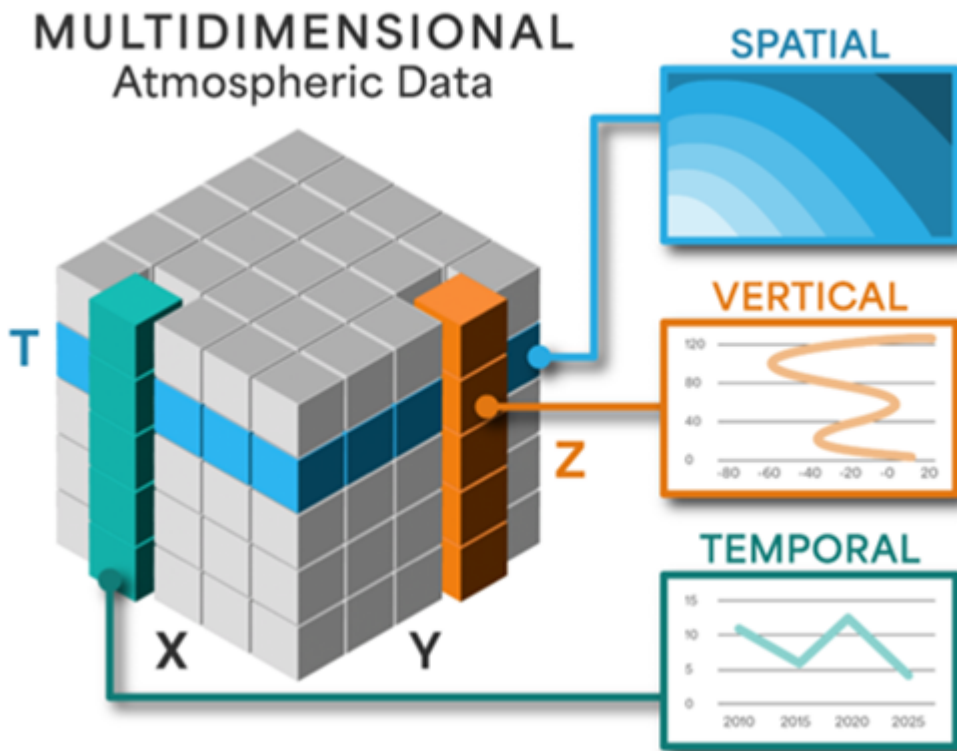 MULTIDIMENSIONAL
Atmospheric Data
SPATIAL
T
Z
X
Y
VERTICAL
120
80
40
0
-80 -60 -40 -20 -0 20
TEMPORAL
15
10
5
0
2010 2015 2020 2025